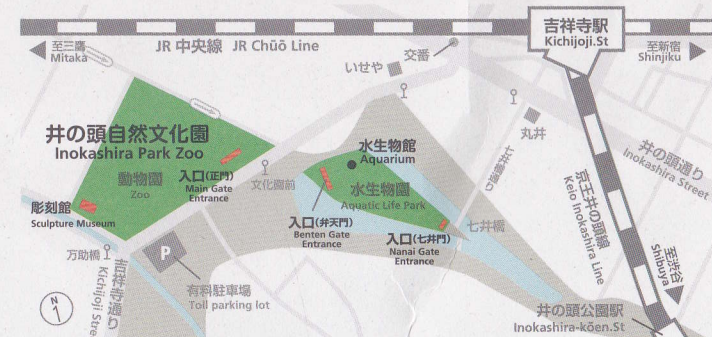 吉祥寺駅
Kichijoji.St
至三鷹
Mitaka
JR 中央線 JR Chūō Line
交番
至新宿
Shinjiku
いせや
丸井
井の頭通り
Inokashira Street
井の頭自然文化園
Inokashira Park Zoo
動物園
Zoo
入口(正門)
Main Gate
Entrance
文化園前
水生物館
Aquarium
水生物園
Aquatic Life Park
七井橋通り
京王井の頭線
Keio Inokashira Line
彫刻館
Sculpture Museum
入口(弁天門)
Benten Gate
Entrance
入口(七井門)
Nanai Gate
Entrance
七井橋
至渋谷
Shibuya
万助橋
P
吉祥寺通り
Kichijoji Stre
有料駐車場
Toll parking lot
N
井の頭公園駅
Inokashira-kōen.St